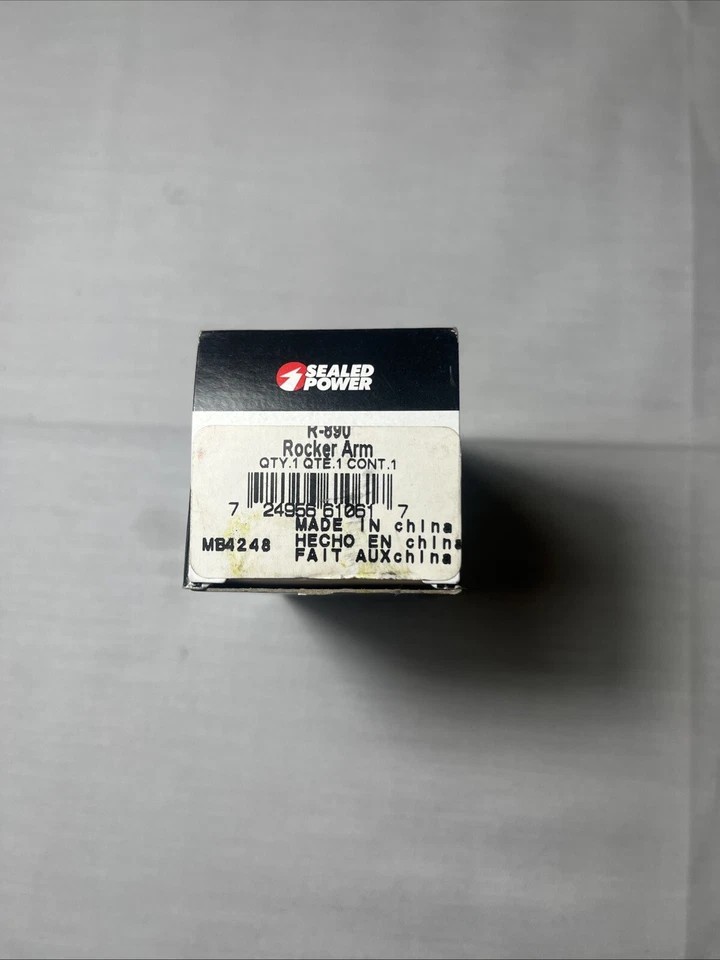 SEALED
POWER
R-890
Rocker Arm
QTY.1 QTE.1 CONT.1
7 24956 61061 7
MADE IN china
MB4248 HECHO EN china
FAIT AUXchina